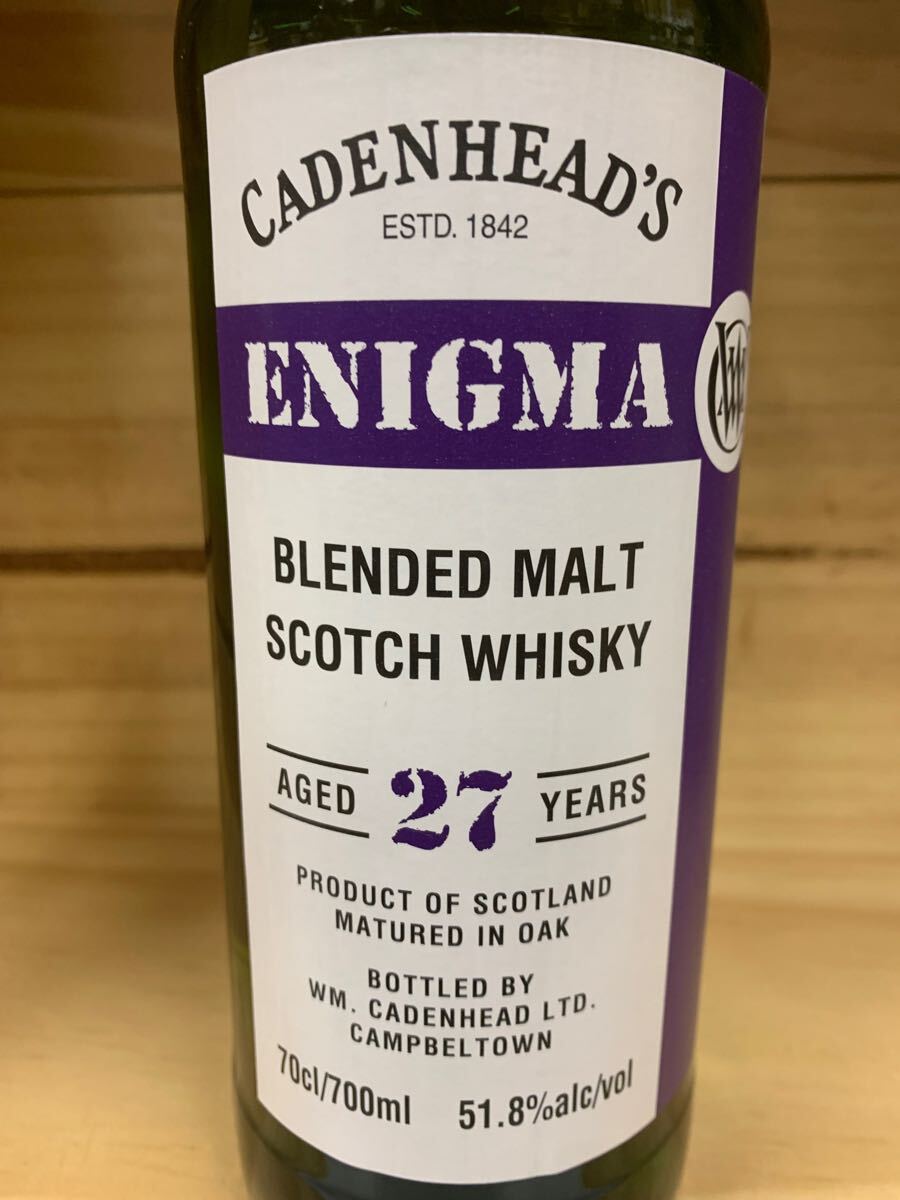 CADENHEAD'S
ESTD. 1842
ENIGMA
BLENDED MALT
SCOTCH WHISKY
AGED 27 YEARS
PRODUCT OF SCOTLAND
MATURED IN OAK
BOTTLED BY
WM. CADENHEAD LTD.
CAMPBELTOWN
70cl/700ml 51.8%alc/vol